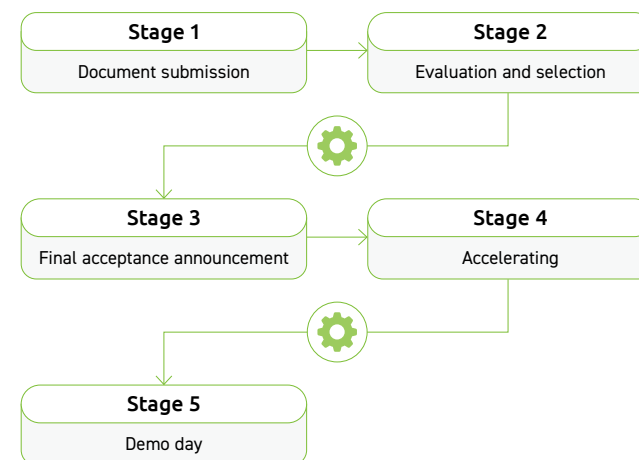 Stage 1
Document submission
Stage 2
Evaluation and selection
Stage 3
Final acceptance announcement
Stage 4
Accelerating
Stage 5
Demo day